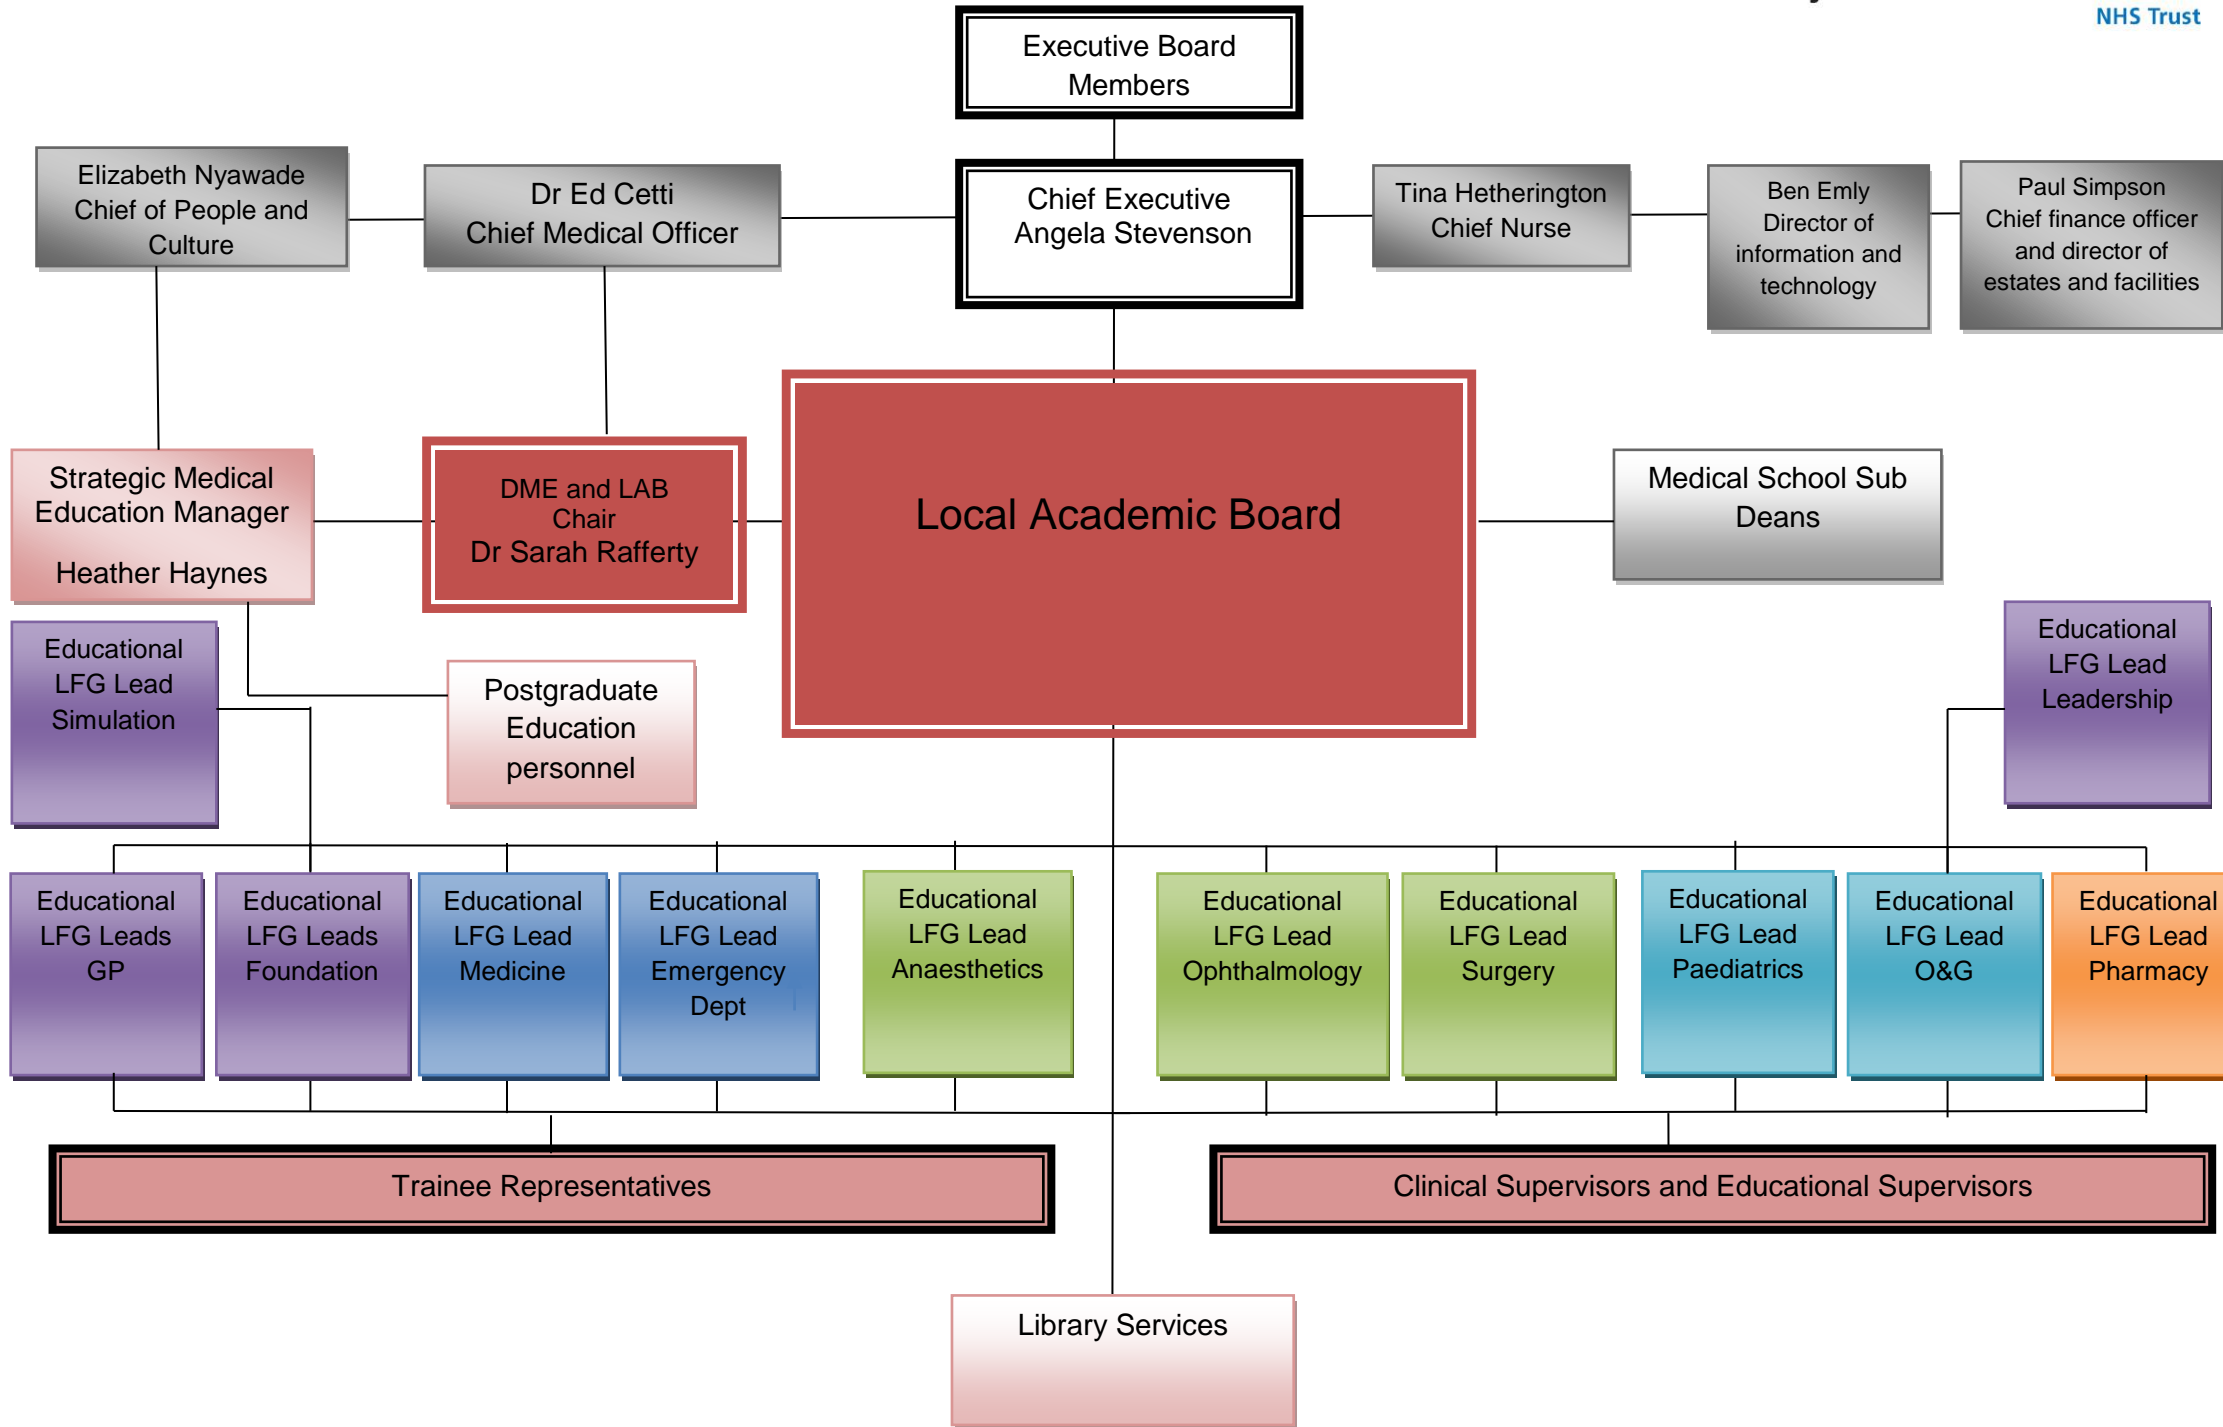 NHS Trust
Executive Board
Members
Elizabeth Nyawade
Chief of People and
Culture
Dr Ed Cetti
Chief Medical Officer
Chief Executive
Angela Stevenson
Tina Hetherington
Chief Nurse
Ben Emly
Director of
information and
technology
Paul Simpson
Chief finance officer
and director of
estates and facilities
Strategic Medical
Education Manager
Heather Haynes
DME and LAB
Chair
Dr Sarah Rafferty
Local Academic Board
Medical School Sub
Deans
Educational
LFG Lead
Simulation
Postgraduate
Education
personnel
Educational
LFG Lead
Leadership
Educational
LFG Leads
GP
Educational
LFG Leads
Foundation
Educational
LFG Lead
Medicine
Educational
LFG Lead
Emergency
Dept
Educational
LFG Lead
Anaesthetics
Educational
LFG Lead
Ophthalmology
Educational
LFG Lead
Surgery
Educational
LFG Lead
Paediatrics
Educational
LFG Lead
O&G
Educational
LFG Lead
Pharmacy
Trainee Representatives
Clinical Supervisors and Educational Supervisors
Library Services